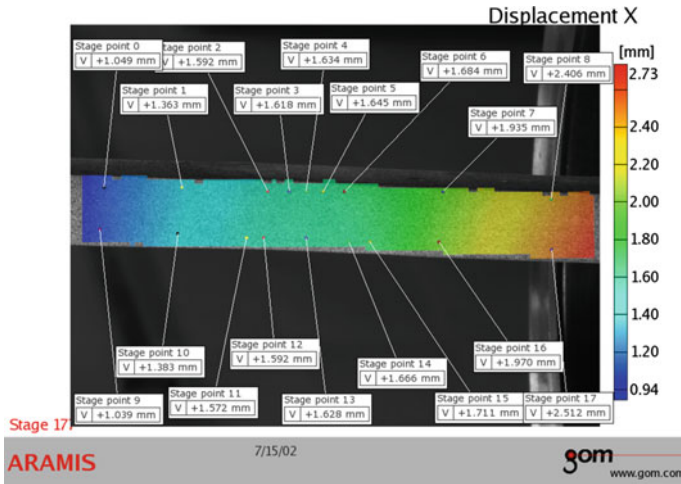 Displacement X
[mm]
Stage point 0
V +1.049 mm
Stage point 2
V +1.592 mm
Stage point 4
V +1.634 mm
Stage point 6
V +1.684 mm
Stage point 8
V +2.406 mm
Stage point 1
V +1.363 mm
Stage point 3
V +1.618 mm
Stage point 5
V +1.645 mm
Stage point 7
V +1.935 mm
2.73
2.40
2.00
1.80
1.60
1.40
1.20
0.94
Stage point 10
V +1.383 mm
Stage point 12
V +1.592 mm
Stage point 14
V +1.666 mm
Stage point 16
V +1.970 mm
Stage point 9
V +1.039 mm
Stage point 11
V +1.572 mm
Stage point 13
V +1.628 mm
Stage point 15
V +1.711 mm
Stage point 17
V +2.512 mm
Stage 177
ARAMIS
7/15/02
gom
www.gom.com